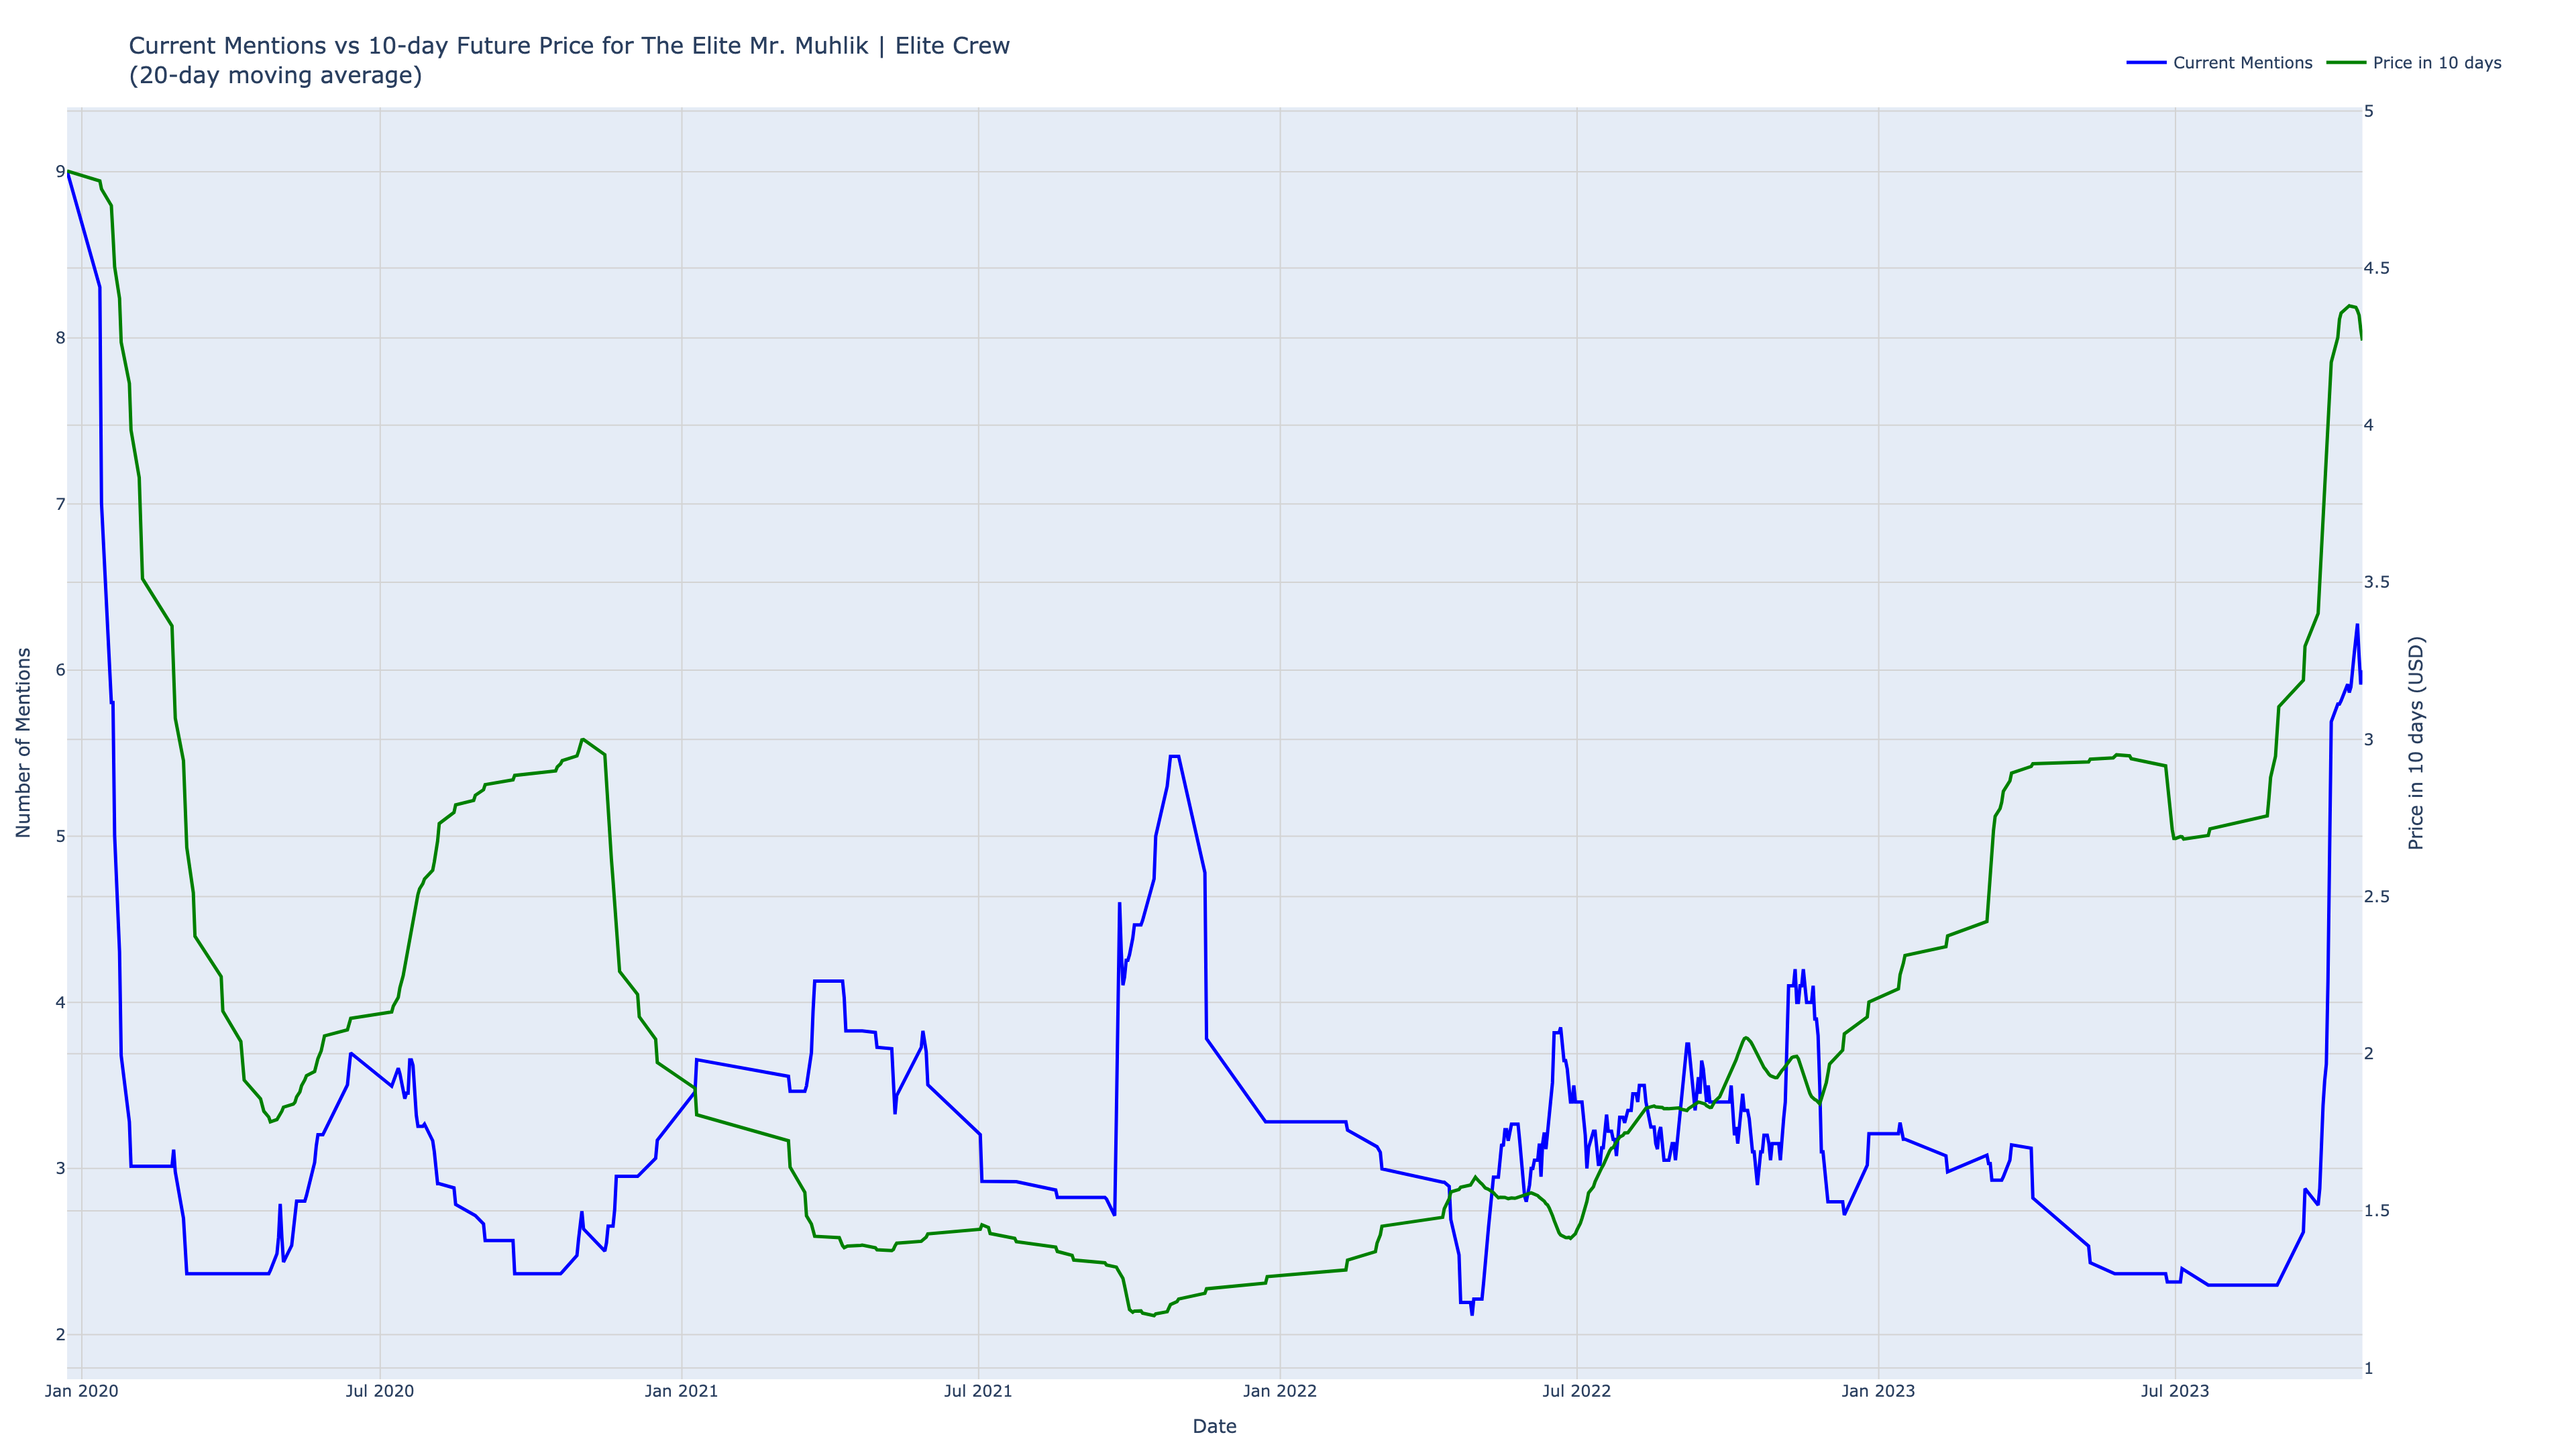 Current Mentions vs 10-day Future Price for The Elite Mr. Muhlik | Elite Crew
(20-day moving average)
Current Mentions
Price in 10 days
Number of Mentions
9
8
7
6
5
4
3
2
5
4.5
4
3.5
3
2.5
2
1.5
1
Price in 10 days (USD)
Jan 2020
Jul 2020
Jan 2021
Jul 2021
Jan 2022
Jul 2022
Jan 2023
Jul 2023
Date